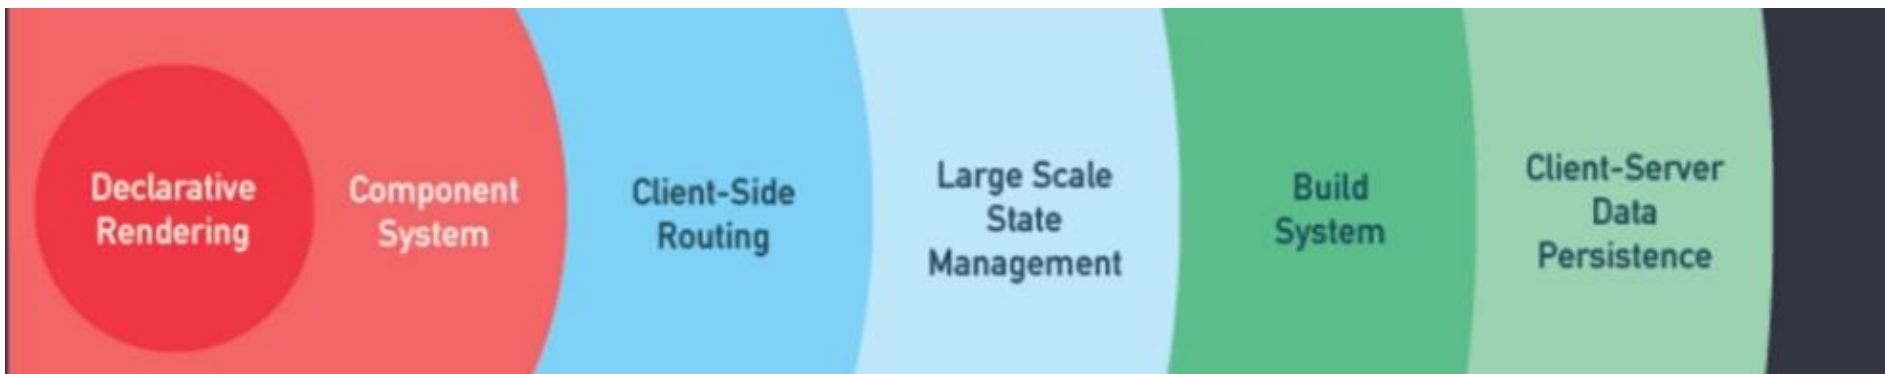 Declarative
Rendering
Component
System
Client-Side
Routing
Large Scale
State
Management
Build
System
Client-Server
Data
Persistence